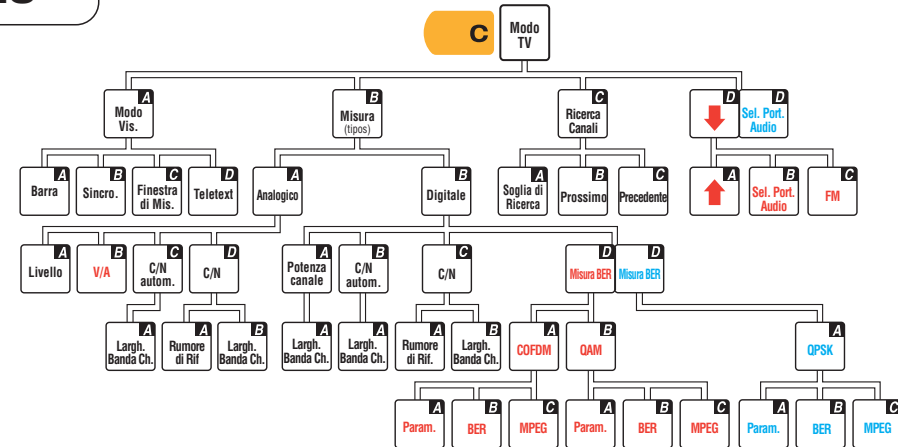 C
Modo
TV
A
Modo
Vis.
B
Misura
(tipos)
C
Ricerca
Canali
D
D
Sel. Port.
Audio
A
Barra
B
Sincro.
C
Finestra
di Mis.
D
Teletext
A
Analogico
B
Digitale
A
Soglia di
Ricerca
B
Prossimo
C
Precedente
A
B
Sel. Port.
Audio
C
FM
A
Livello
B
V/A
C
C/N
autom.
D
C/N
A
Potenza
canale
B
C/N
autom.
C
C/N
D
Misura BER
D
Misura BER
A
Largh.
Banda Ch.
A
Rumore
di Rif
B
Largh.
Banda Ch.
A
Largh.
Banda Ch.
A
Largh.
Banda Ch.
A
Rumore
di Rif.
B
Largh.
Banda Ch.
A
COFDM
B
QAM
A
QPSK
A
Param.
B
BER
C
MPEG
A
Param.
B
BER
C
MPEG
A
Param.
B
BER
C
MPEG